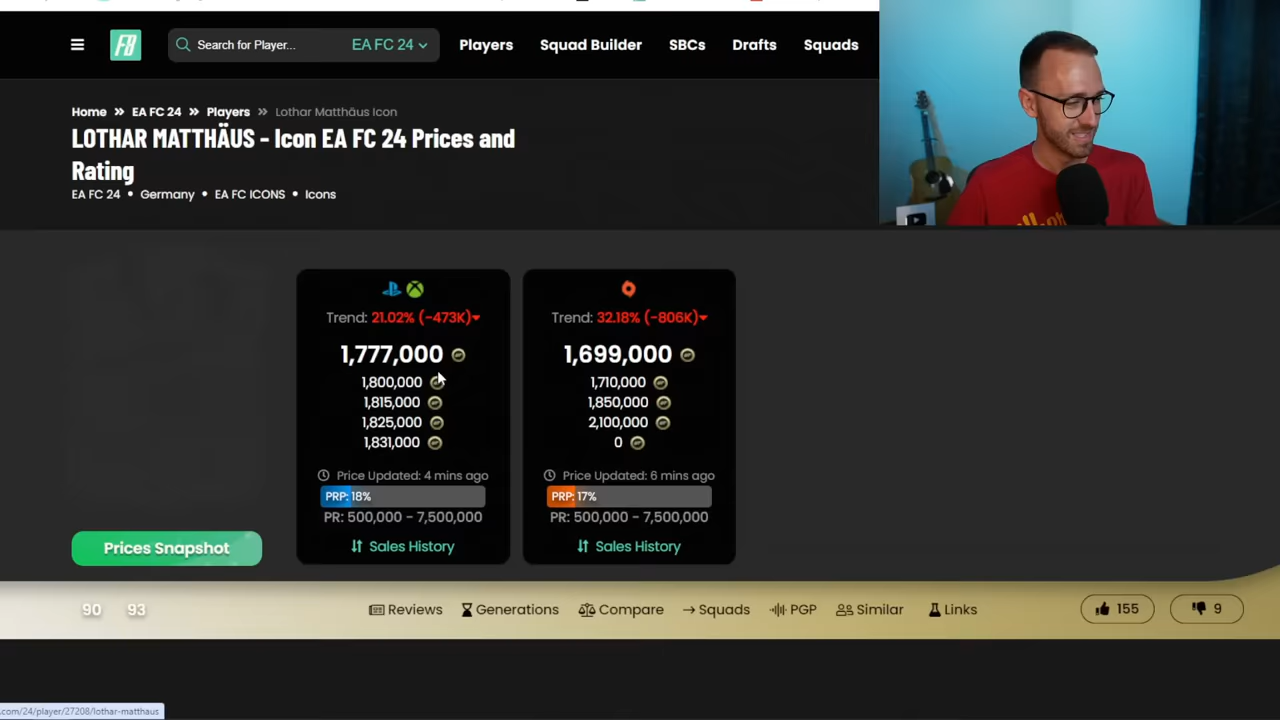 FB
Search for Player...
EA FC 24
Players
Squad Builder
SBCs
Drafts
Squads
Home » EA FC 24 » Players » Lothar Matthäus Icon
LOTHAR MATTHÄUS - Icon EA FC 24 Prices and
Rating
EA FC 24 • Germany • EA FC ICONS • Icons
Trend: 21.02% (-473K)
1,777,000
1,800,000
1,815,000
1,825,000
1,831,000
Price Updated: 4 mins ago
PRP: 18%
PR: 500,000 - 7,500,000
Sales History
Trend: 32.18% (-806K)
1,699,000
1,710,000
1,850,000
2,100,000
0
Price Updated: 6 mins ago
PRP: 17%
PR: 500,000 - 7,500,000
Sales History
Prices Snapshot
90 93
Reviews
Generations
Compare
Squads
PGP
Similar
Links
155
9
.com/24/player/27208/lothar-matthaus